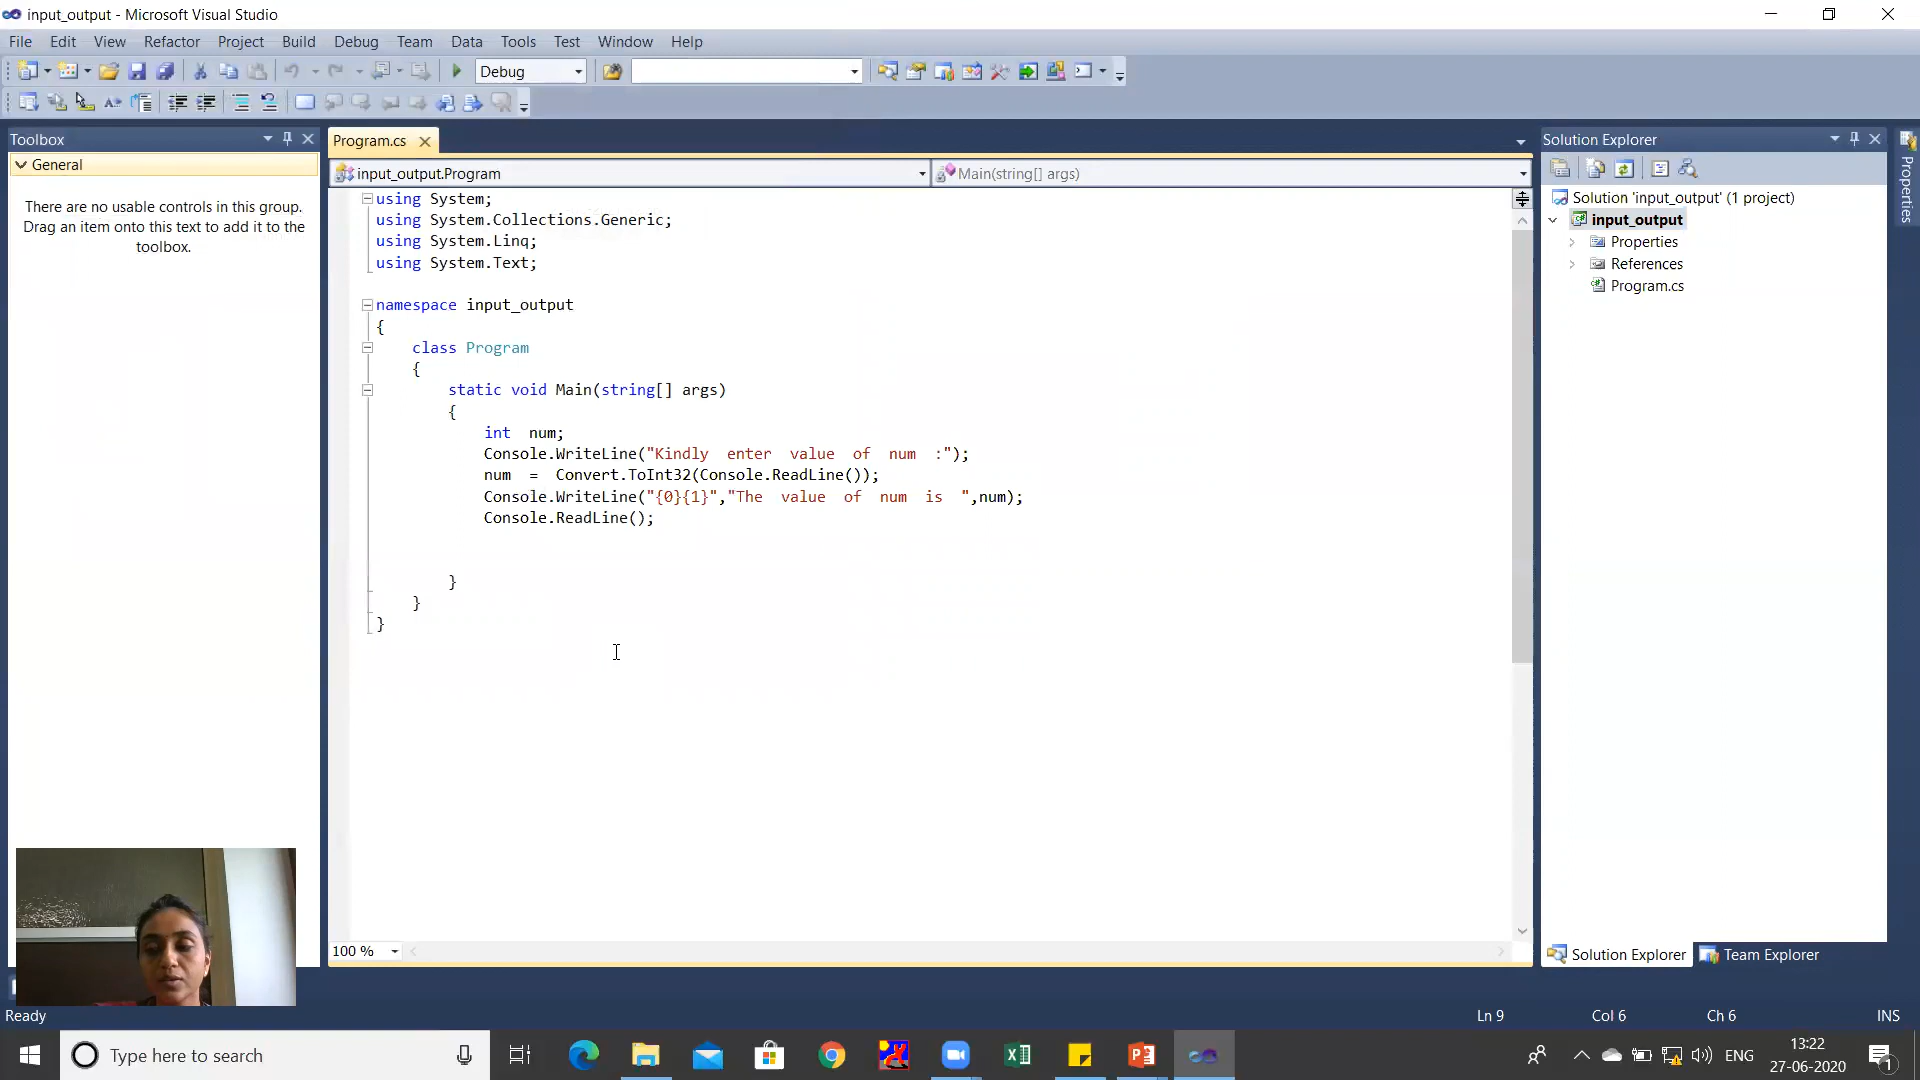 input_output - Microsoft Visual Studio
File Edit View Refactor Project Build Debug Team Data Tools Test Window Help
Debug
Toolbox
General
There are no usable controls in this group.
Drag an item onto this text to add it to the
toolbox.
Program.cs
input_output.Program
Main(string[] args)
using System;
using System.Collections.Generic;
using System.Linq;
using System.Text;
namespace input_output
{
class Program
{
static void Main(string[] args)
{
int  num;
Console.WriteLine("Kindly  enter  value  of  num  :");
num  =  Convert.ToInt32(Console.ReadLine());
Console.WriteLine("{0}{1}","The  value  of  num  is  ",num);
Console.ReadLine();
}
}
}
100 %
Solution Explorer
Solution 'input_output' (1 project)
input_output
Properties
References
Program.cs
Solution Explorer Team Explorer
Properties
Ready
Ln 9 Col 6 Ch 6 INS
Type here to search
ENG
13:22
27-06-2020
1